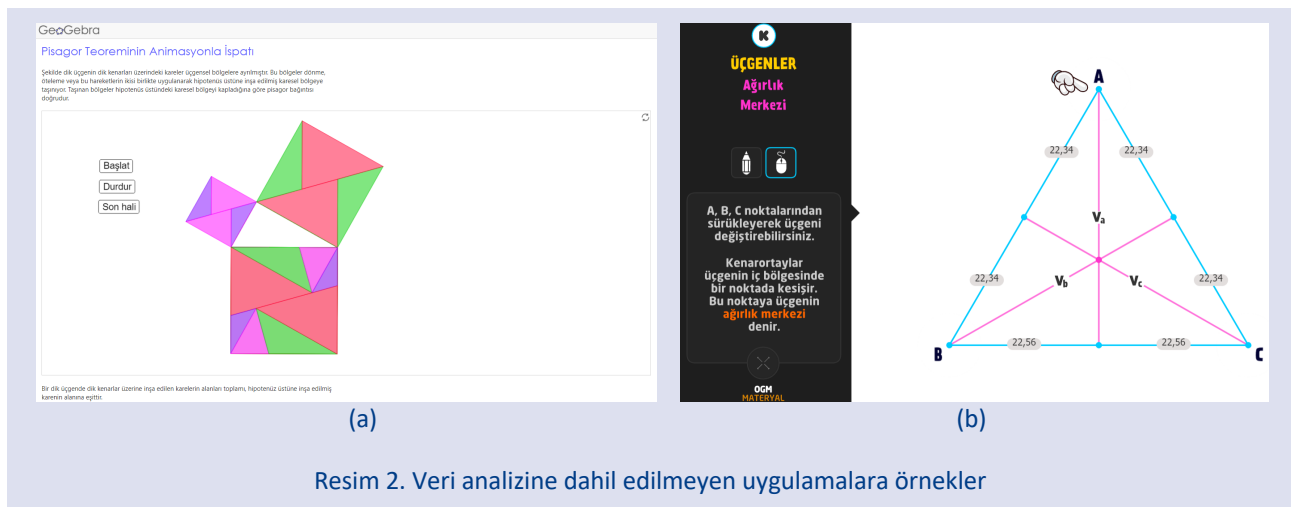 GeoGebra
Pisagor Teoreminin Animasyonla İspatı
Şekilde dik üçgenin dik kenarları üzerindeki kareler üçgensel bölgelere ayrılmıştır. Bu bölgeler dönme,
öteleme veya bu hareketlerin ikisi birlikte uygulanarak hipotenüs üstüne inşa edilmiş karesel bölgeye
taşınıyor. Taşınan bölgeler hipotenüs üstündeki karesel bölgeyi kapladığına göre pisagor bağıntısı
doğrudur.
Başlat
Durdur
Son hali
Bir dik üçgende dik kenarlar üzerine inşa edilen karelerin alanları toplamı, hipotenüz üstüne inşa edilmiş
karenin alanına eşittir.
(a)
K
ÜÇGENLER
Ağırlık
Merkezi
A, B, C noktalarından
sürükleyerek üçgeni
değiştirebilirsiniz.
Kenarortaylar
üçgenin iç bölgesinde
bir noktada kesişir.
Bu noktaya üçgenin
ağırlık merkezi
denir.
OGM
MATERYAL
A
22,34 22,34
Va
22,34 Vb Vc 22,34
22,56 22,56
B C
(b)
Resim 2. Veri analizine dahil edilmeyen uygulamalara örnekler